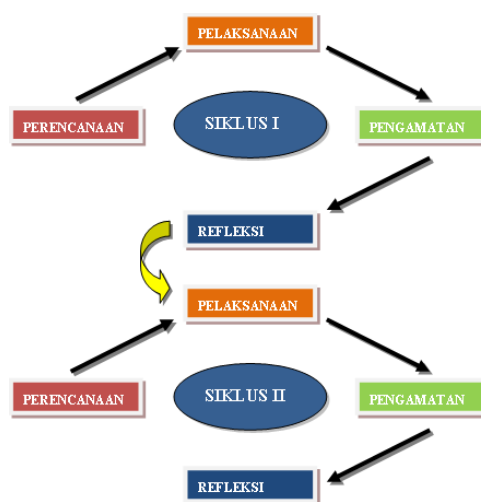 PELAKSANAAN
PERENCANAAN
SIKLUS I
PENGAMATAN
REFLEKSI
PELAKSANAAN
PERENCANAAN
SIKLUS II
PENGAMATAN
REFLEKSI